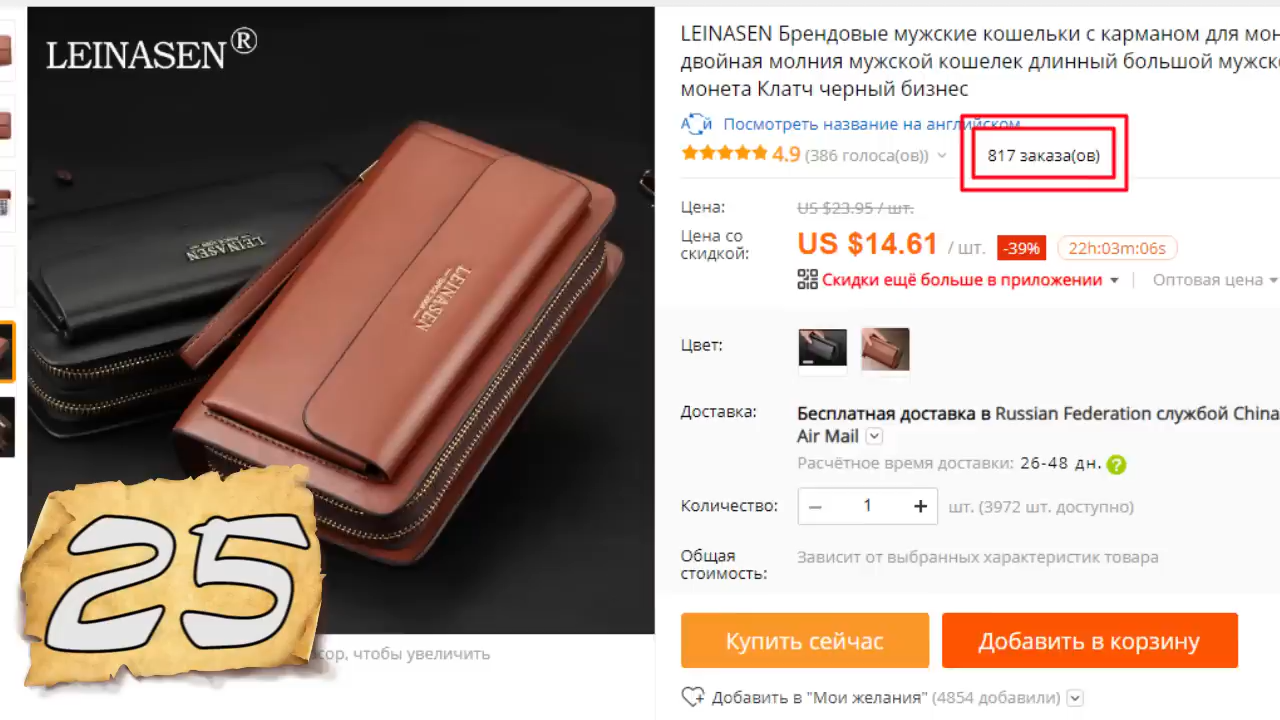 LEINASEN®
LEINASEN
LEINASEN
25
сор, чтобы увеличить
LEINASEN Брендовые мужские кошельки с карманом для мон
двойная молния мужской кошелек длинный большой мужско
монета Клатч черный бизнес
Посмотреть название на английском
4.9 (386 голоса(ов))
817 заказа(ов)
Цена: US $23.95 / шт.
Цена со скидкой: US $14.61 / шт. -39% 22h:03m:06s
Скидки ещё больше в приложении Оптовая цена
Цвет:
Доставка: Бесплатная доставка в Russian Federation службой China
Air Mail
Расчётное время доставки: 26-48 дн. ?
Количество: − 1 + шт. (3972 шт. доступно)
Общая стоимость: Зависит от выбранных характеристик товара
Купить сейчас
Добавить в корзину
Добавить в "Мои желания" (4854 добавили)